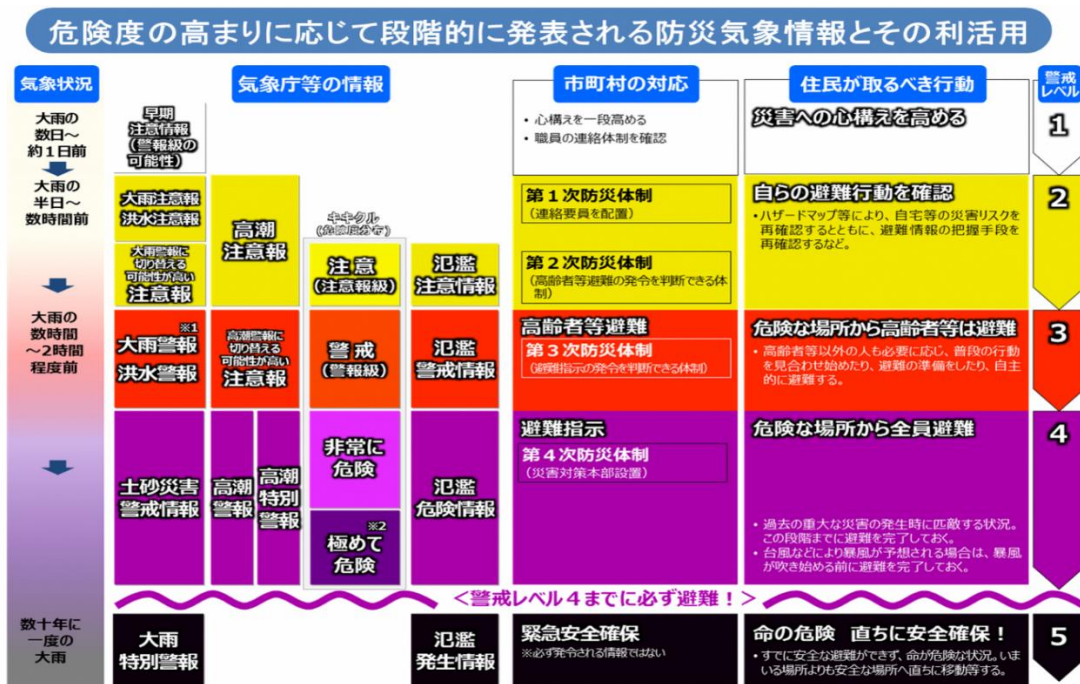 危険度の高まりに応じて段階的に発表される防災気象情報とその利活用
気象状況
気象庁等の情報
市町村の対応
住民が取るべき行動
警戒
レベル
大雨の
数日～
約1日前
早期
注意情報
(警報級の
可能性)
• 心構えを一段高める
• 職員の連絡体制を確認
災害への心構えを高める
1
大雨の
半日～
数時間前
大雨注意報
洪水注意報
大雨警報に
切り替える
可能性が高い
注意報
高潮
注意報
キキクル
(危険度分布)
注意
(注意報級)
氾濫
注意情報
第1次防災体制
(連絡要員を配置)
第2次防災体制
(高齢者等避難の発令を判断できる体
制)
自らの避難行動を確認
• ハザードマップ等により、自宅等の災害リスクを
再確認するとともに、避難情報の把握手段を
再確認するなど。
2
大雨の
数時間
～2時間
程度前
※1
大雨警報
洪水警報
高潮警報に
切り替える
可能性が高い
注意報
警戒
(警報級)
氾濫
警戒情報
高齢者等避難
第3次防災体制
(避難指示の発令を判断できる体制)
危険な場所から高齢者等は避難
• 高齢者等以外の人も必要に応じ、普段の行動
を見合わせ始めたり、避難の準備をしたり、自主
的に避難する。
3
土砂災害
警戒情報
高潮
警報
高潮
特別
警報
非常に
危険
※2
極めて
危険
氾濫
危険情報
避難指示
第4次防災体制
(災害対策本部設置)
危険な場所から全員避難
• 過去の重大な災害の発生時に匹敵する状況。
この段階までに避難を完了しておく。
• 台風などにより暴風が予想される場合は、暴風
が吹き始める前に避難を完了しておく。
4
<警戒レベル4までに必ず避難！>
数十年に
一度の
大雨
大雨
特別警報
氾濫
発生情報
緊急安全確保
※必ず発令される情報ではない
命の危険 直ちに安全確保！
• すでに安全な避難ができず、命が危険な状況。いま
いる場所よりも安全な場所へ直ちに移動等する。
5